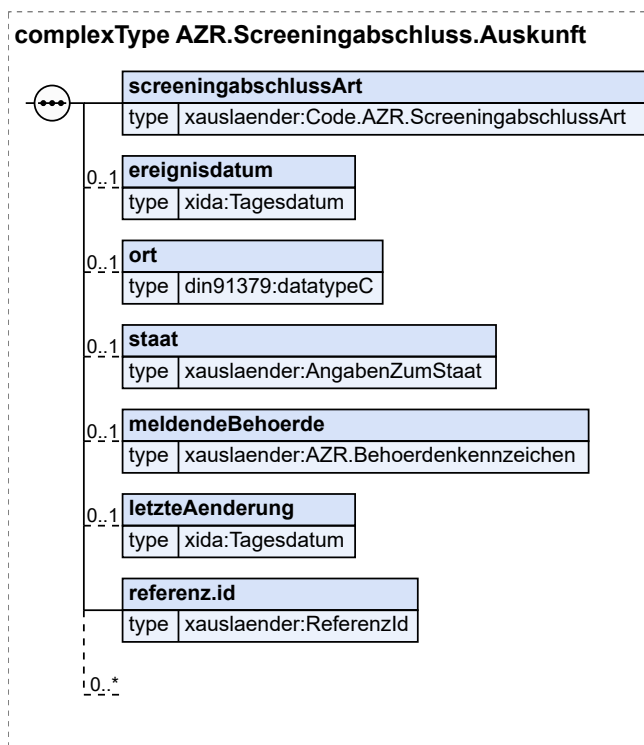 complexType AZR.Screeningabschluss.Auskunft
screeningabschlussArt
type xauslaender:Code.AZR.ScreeningabschlussArt
0..1 ereignisdatum
type xida:Tagesdatum
0..1 ort
type din91379:datatypeC
0..1 staat
type xauslaender:AngabenZumStaat
0..1 meldendeBehoerde
type xauslaender:AZR.Behoerdenkennzeichen
0..1 letzteAenderung
type xida:Tagesdatum
referenz.id
type xauslaender:ReferenzId
0..*